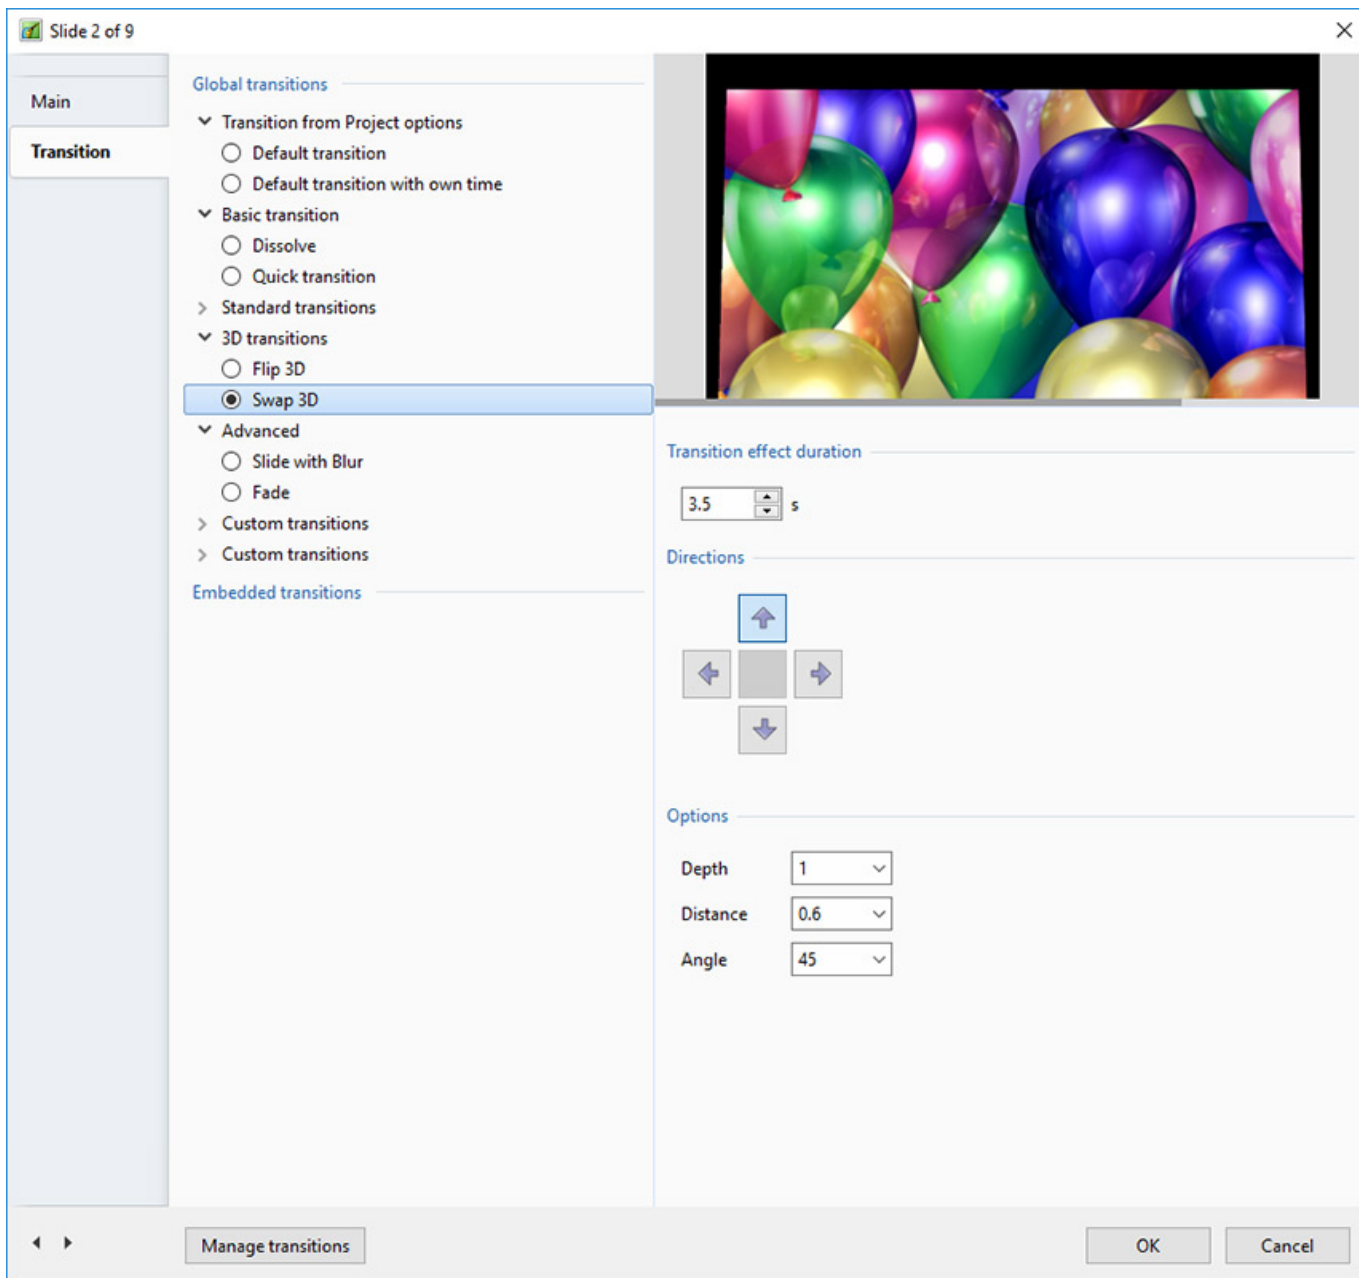 Slide 2 of 9
Main
Transition
Global transitions
Transition from Project options
Default transition
Default transition with own time
Basic transition
Dissolve
Quick transition
Standard transitions
3D transitions
Flip 3D
Swap 3D
Advanced
Slide with Blur
Fade
Custom transitions
Custom transitions
Embedded transitions
Transition effect duration
3.5 s
Directions
Options
Depth 1
Distance 0.6
Angle 45
Manage transitions
OK Cancel